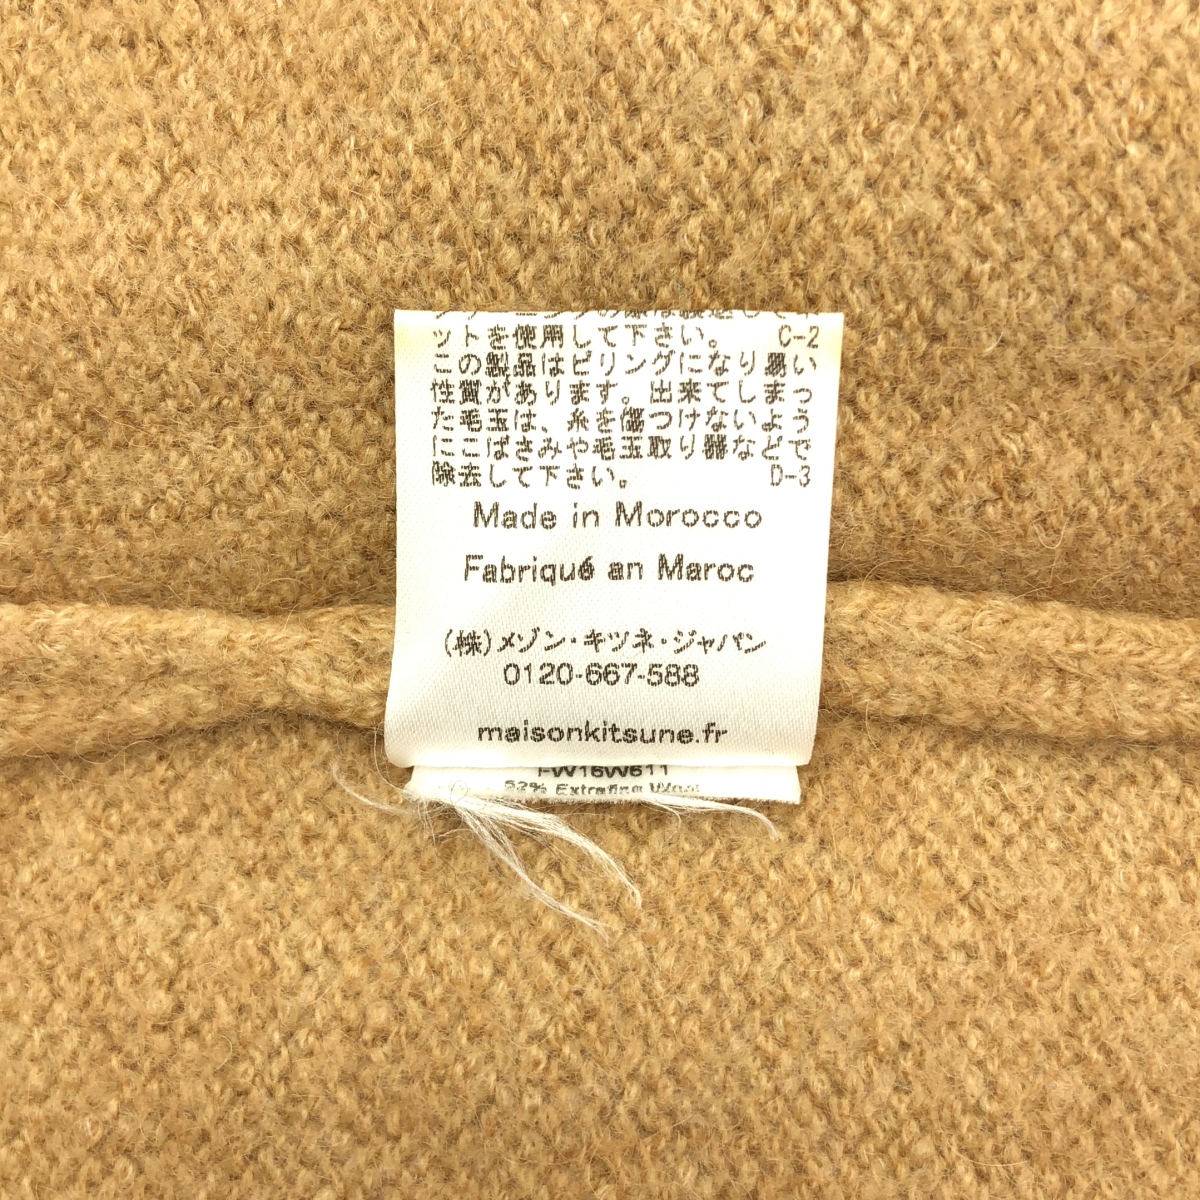 ットを使用して下さい。 C-2
この製品はピリングになり易い
性質があります。出来てしまっ
た毛玉は、糸を傷つけないよう
にこばさみや毛玉取り器などで
除去して下さい。 D-3
Made in Morocco
Fabriqué an Maroc
(株)メゾン・キツネ・ジャパン
0120-667-588
maisonkitsune.fr
FW16W611
Extrafine Wool